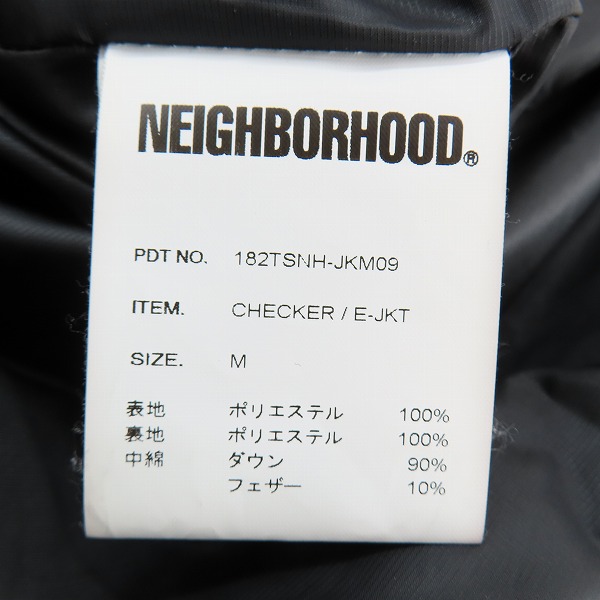 NEIGHBORHOOD®
PDT NO. 182TSNH-JKM09
ITEM. CHECKER / E-JKT
SIZE. M
表地 ポリエステル 100%
裏地 ポリエステル 100%
中綿 ダウン 90%
フェザー 10%